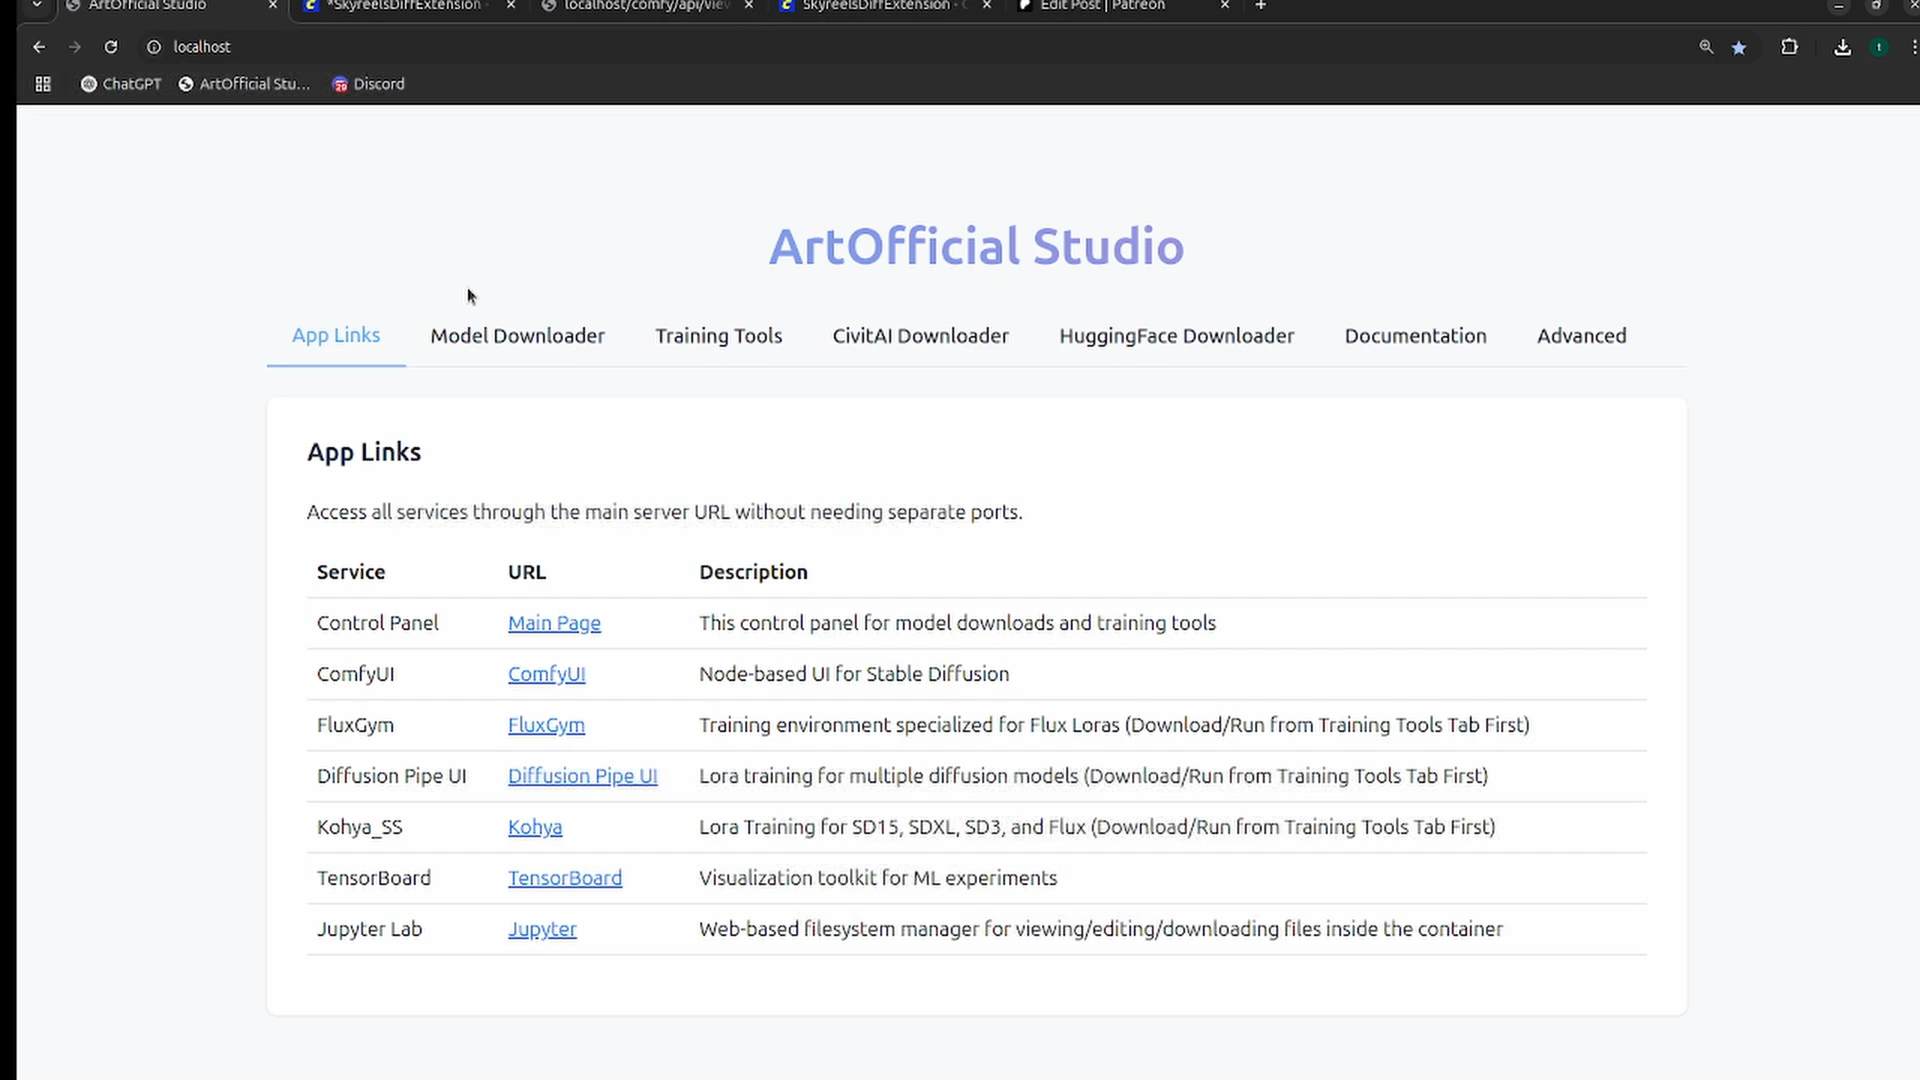 ArtOfficial Studio
*SkyreelsDiffExtension
localhost/comfy/api/view
SkyreelsDiffExtension - C
Edit Post | Patreon
localhost
t
ChatGPT
ArtOfficial Stu...
29
Discord
ArtOfficial Studio
App Links
Model Downloader
Training Tools
CivitAI Downloader
HuggingFace Downloader
Documentation
Advanced
App Links
Access all services through the main server URL without needing separate ports.
Service URL Description
Control Panel Main Page This control panel for model downloads and training tools
ComfyUI ComfyUI Node-based UI for Stable Diffusion
FluxGym FluxGym Training environment specialized for Flux Loras (Download/Run from Training Tools Tab First)
Diffusion Pipe UI Diffusion Pipe UI Lora training for multiple diffusion models (Download/Run from Training Tools Tab First)
Kohya_SS Kohya Lora Training for SD15, SDXL, SD3, and Flux (Download/Run from Training Tools Tab First)
TensorBoard TensorBoard Visualization toolkit for ML experiments
Jupyter Lab Jupyter Web-based filesystem manager for viewing/editing/downloading files inside the container